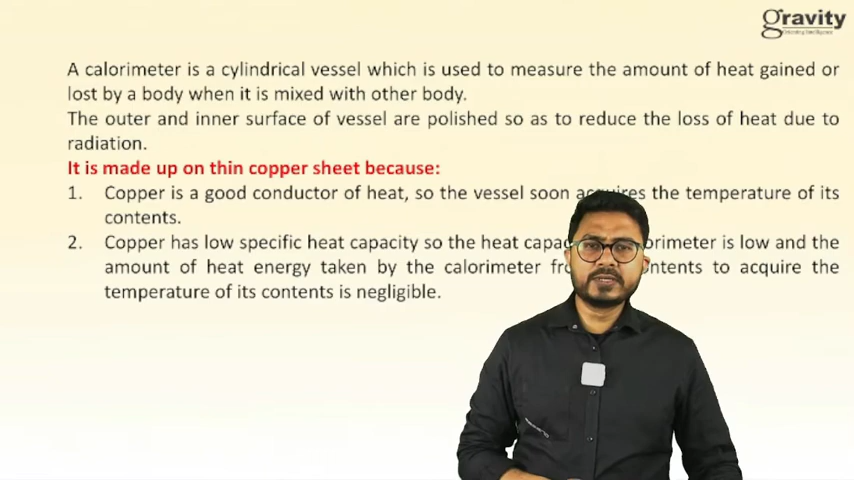 gravity
A calorimeter is a cylindrical vessel which is used to measure the amount of heat gained or
lost by a body when it is mixed with other body.
The outer and inner surface of vessel are polished so as to reduce the loss of heat due to
radiation.
It is made up on thin copper sheet because:
1. Copper is a good conductor of heat, so the vessel soon acquires the temperature of its
contents.
2. Copper has low specific heat capacity so the heat is low and the
amount of heat energy taken by the calorimeter to acquire the
temperature of its contents is negligible.